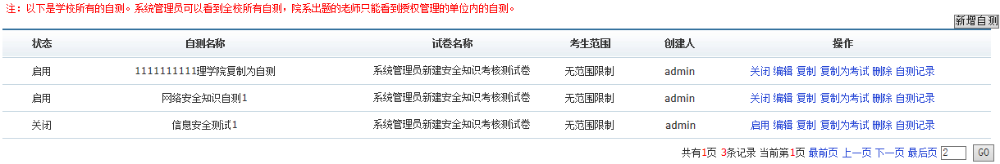 注：以下是学校所有的自测。系统管理员可以看到全校所有自测，院系出题的老师只能看到授权管理的单位内的自测。
新增自测
状态 自测名称 试卷名称 考生范围 创建人 操作
启用 1111111111理学院复制为自测 系统管理员新建安全知识考核测试卷 无范围限制 admin 关闭 编辑 复制 复制为考试 删除 自测记录
启用 网络安全知识自测1 系统管理员新建安全知识考核测试卷 无范围限制 admin 关闭 编辑 复制 复制为考试 删除 自测记录
关闭 信息安全测试1 系统管理员新建安全知识考核测试卷 无范围限制 admin 启用 编辑 复制 复制为考试 删除 自测记录
共有1页 3条记录 当前第1页 最前页 上一页 下一页 最后页 2 GO